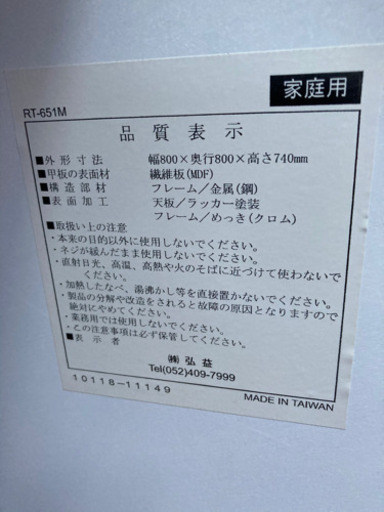 RT-651M
家庭用
品質表示
■外形寸法 幅800×奥行800×高さ740mm
■甲板の表面材 繊維板(MDF)
■構造部材 フレーム/金属(鋼)
■表面加工 天板/ラッカー塗装
フレーム/めっき(クロム)
■取扱い上の注意
・本来の目的以外に使用しないでください。
・ネジが緩んだまま使用しないでください。
・直射日光、高温、高熱や火のそばに近づけて使わないで
ください。
・加熱したなべ、湯沸かし等を直接置かないでください。
・製品の分解や改造をされると故障の原因となりますので
絶対にやめてください。
・業務用では使用しないでください。
・この注意事項は必ず保管してください。
■表示者
㈱弘益
Tel(052)409-7999
10118-11149
MADE IN TAIWAN